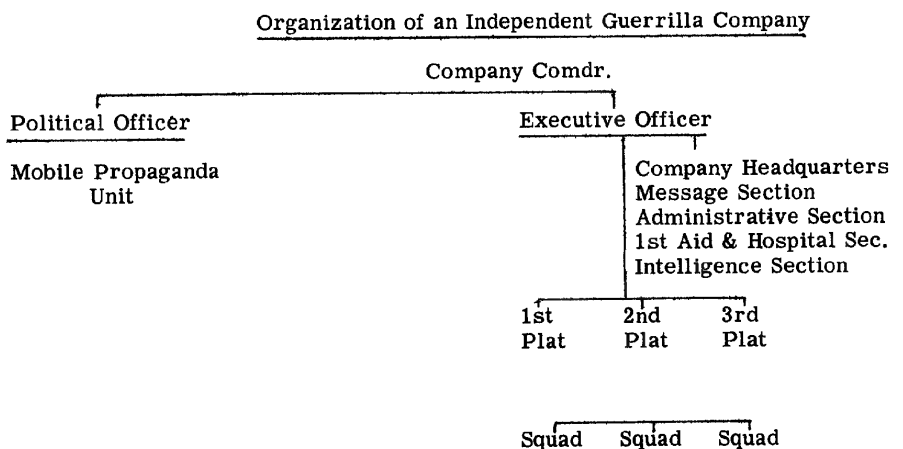 Organization of an Independent Guerrilla Company
Company Comdr.
Political Officer
Executive Officer
Mobile Propaganda
Unit
Company Headquarters
Message Section
Administrative Section
1st Aid & Hospital Sec.
Intelligence Section
1st 2nd 3rd
Plat Plat Plat
Squad Squad Squad